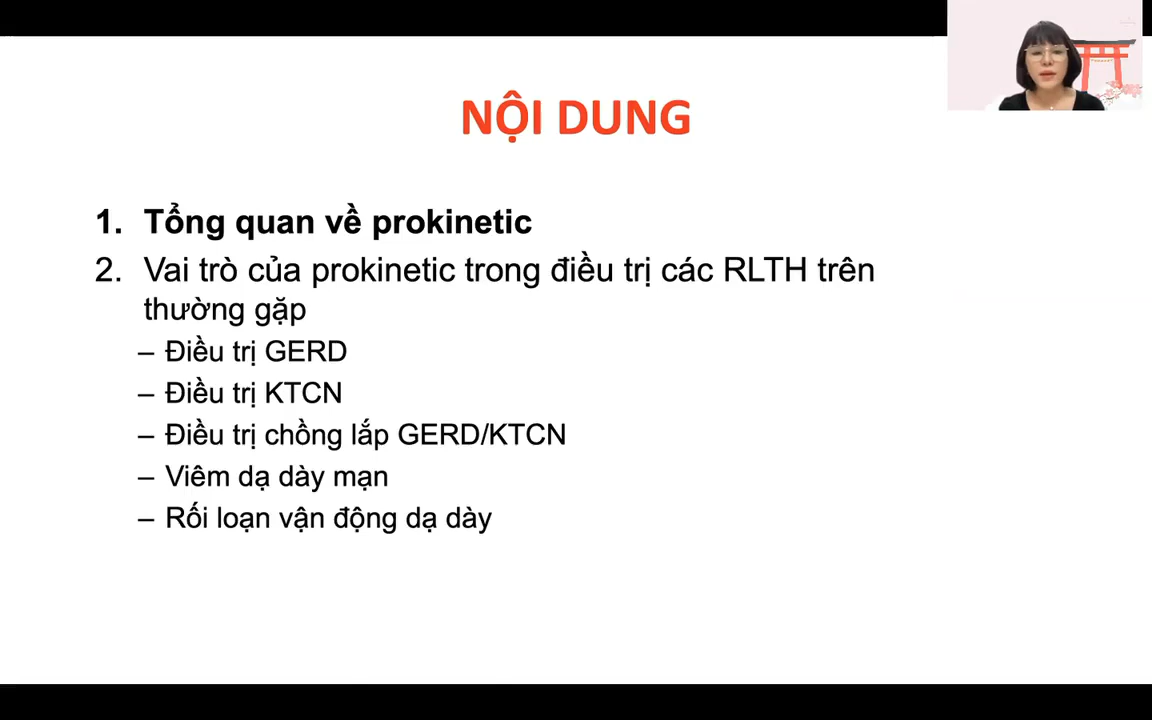 NỘI DUNG
1. Tổng quan về prokinetic
2. Vai trò của prokinetic trong điều trị các RLTH trên
thường gặp
– Điều trị GERD
– Điều trị KTCN
– Điều trị chồng lắp GERD/KTCN
– Viêm dạ dày mạn
– Rối loạn vận động dạ dày